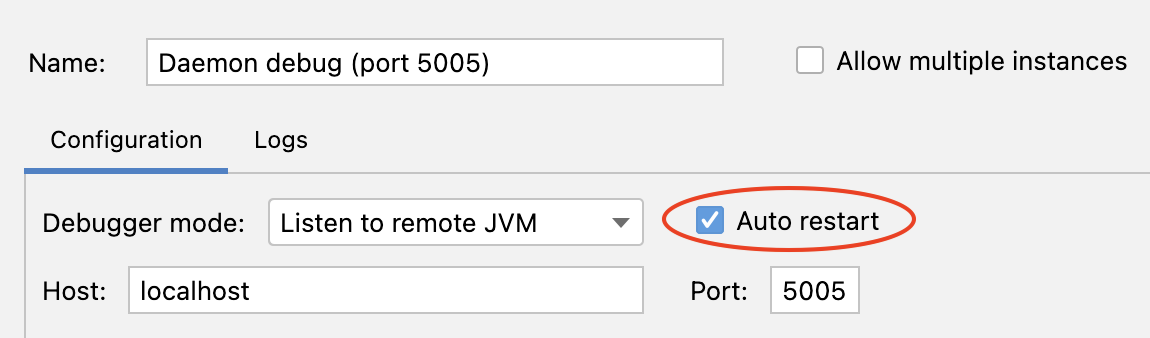 Name: Daemon debug (port 5005) Allow multiple instances
Configuration Logs
Debugger mode: Listen to remote JVM Auto restart
Host: localhost Port: 5005